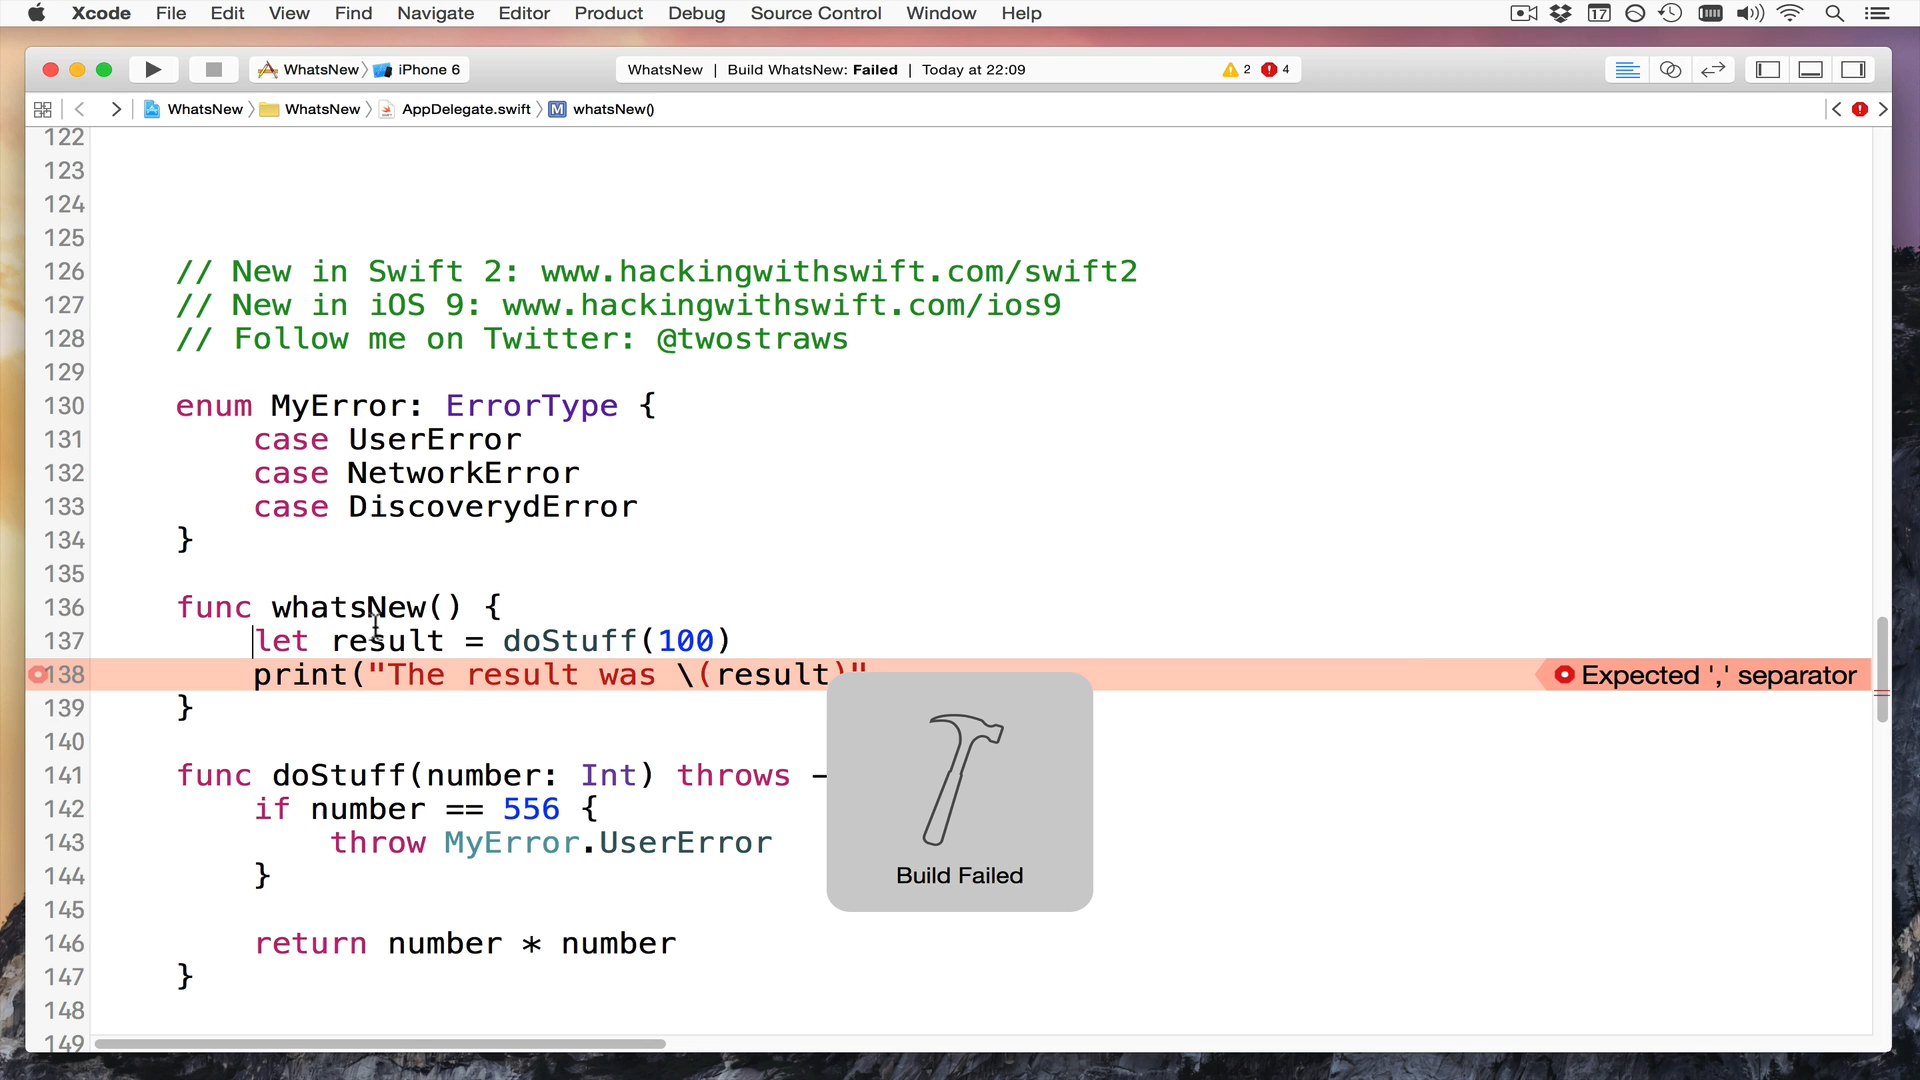 Xcode File Edit View Find Navigate Editor Product Debug Source Control Window Help 17
WhatsNew iPhone 6 WhatsNew | Build WhatsNew: Failed | Today at 22:09 2 4
WhatsNew WhatsNew AppDelegate.swift M whatsNew()
122
123
124
125
126 // New in Swift 2: www.hackingwithswift.com/swift2
127 // New in iOS 9: www.hackingwithswift.com/ios9
128 // Follow me on Twitter: @twostraws
129
130 enum MyError: ErrorType {
131 case UserError
132 case NetworkError
133 case DiscoverydError
134 }
135
136 func whatsNew() {
137 let result = doStuff(100)
138 print("The result was \(result)" Expected ',' separator
139 }
140
141 func doStuff(number: Int) throws -
142 if number == 556 {
143 throw MyError.UserError
144 }
145
146 return number * number
147 }
148
149
Build Failed